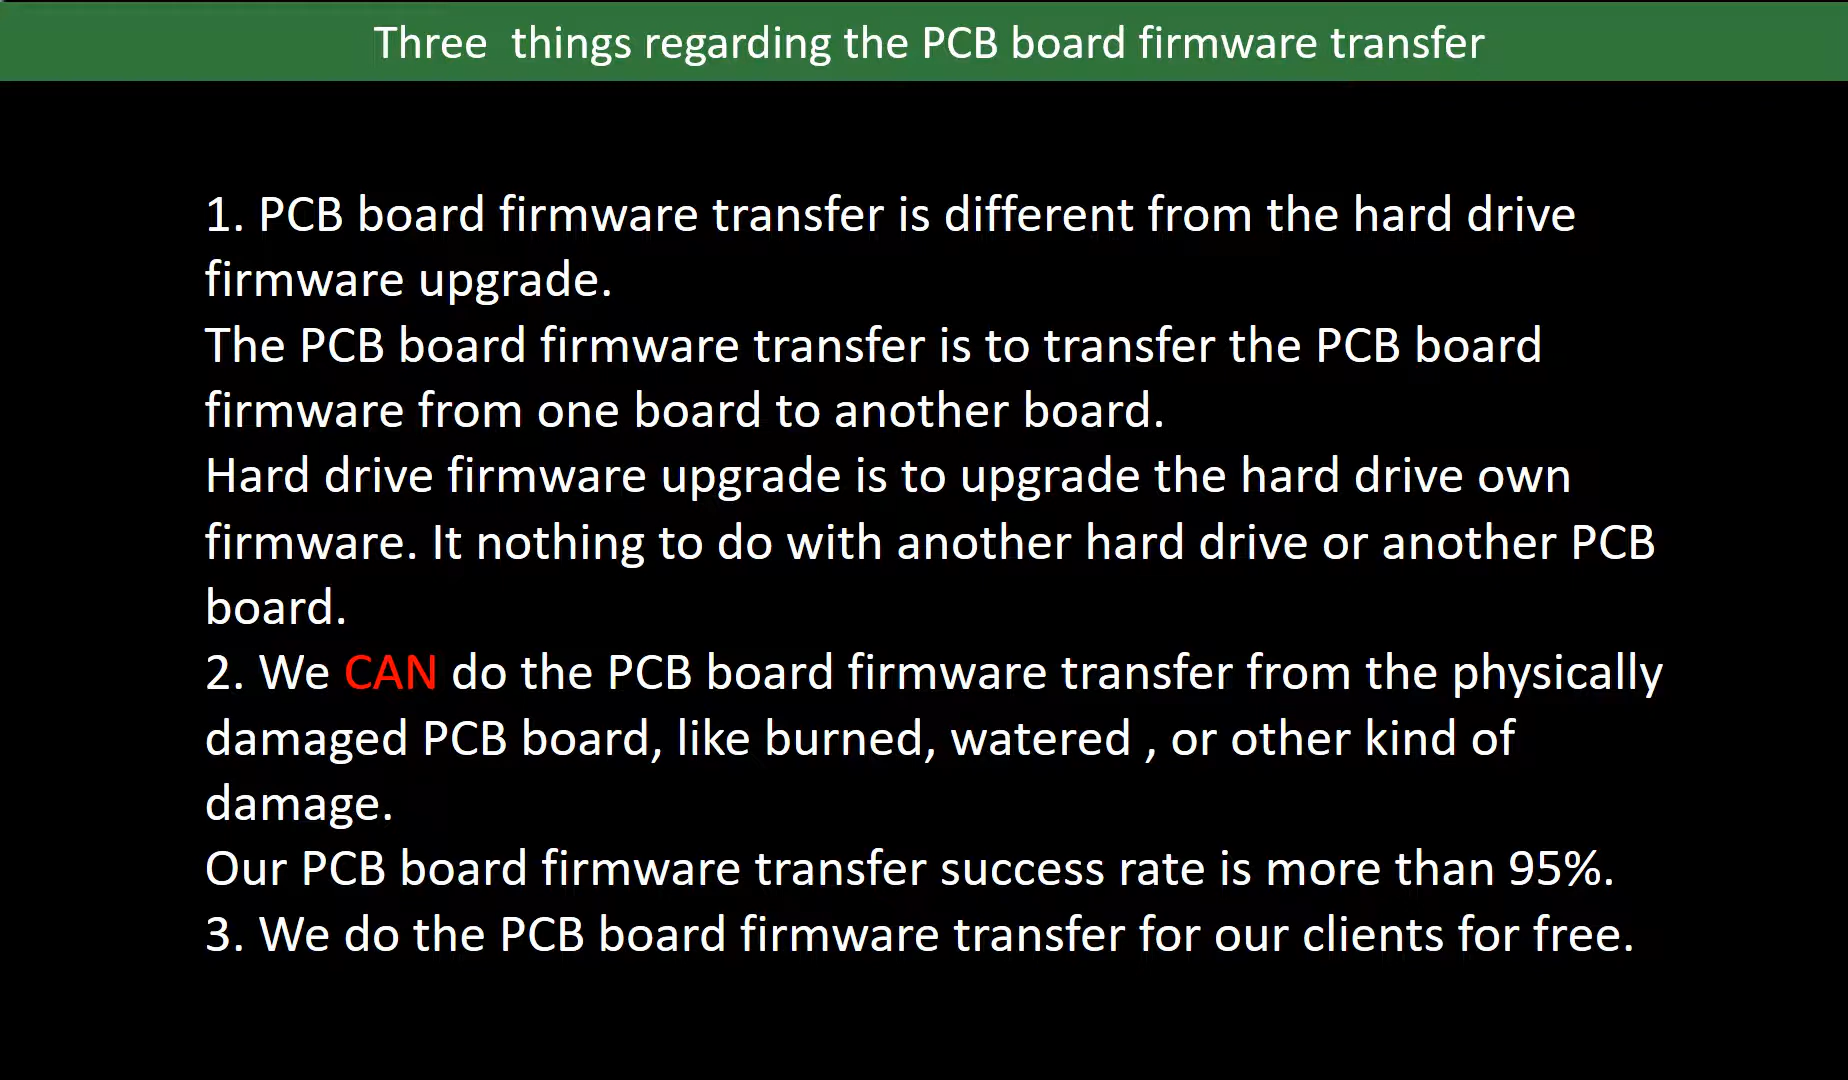 Three  things regarding the PCB board firmware transfer
1. PCB board firmware transfer is different from the hard drive
firmware upgrade.
The PCB board firmware transfer is to transfer the PCB board
firmware from one board to another board.
Hard drive firmware upgrade is to upgrade the hard drive own
firmware. It nothing to do with another hard drive or another PCB
board.
2. We CAN do the PCB board firmware transfer from the physically
damaged PCB board, like burned, watered , or other kind of
damage.
Our PCB board firmware transfer success rate is more than 95%.
3. We do the PCB board firmware transfer for our clients for free.